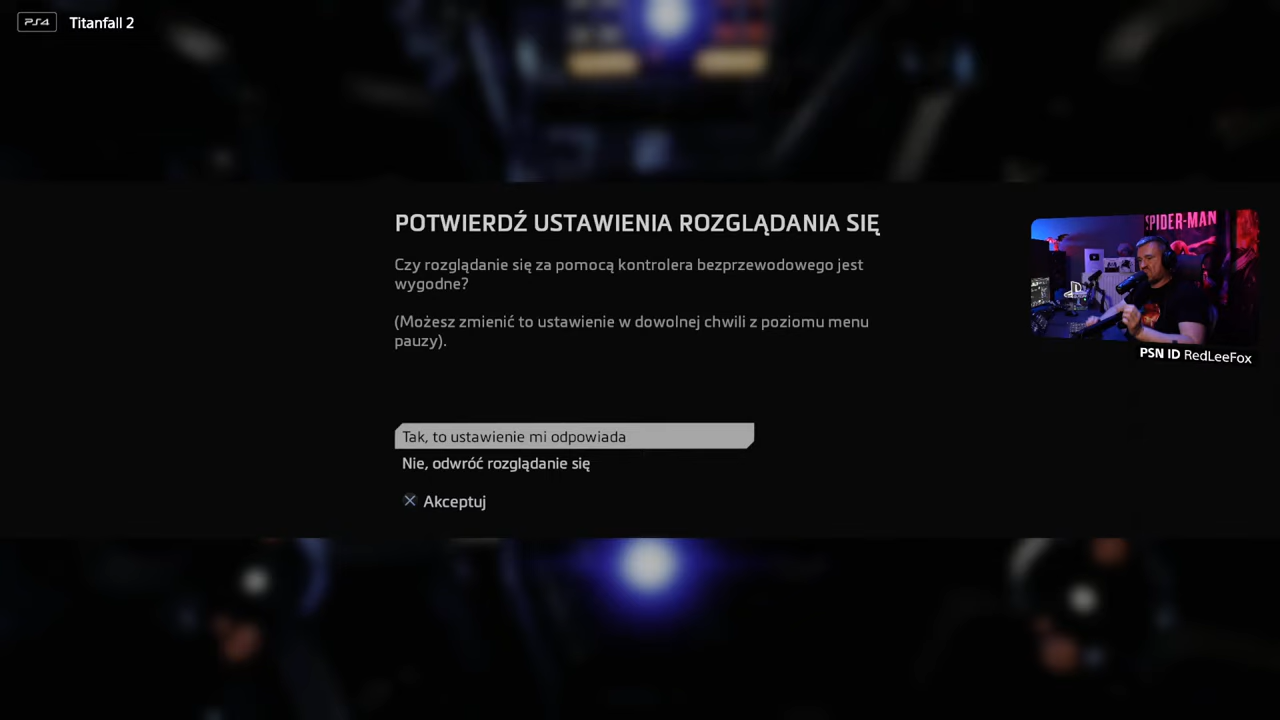 PS4 Titanfall 2
POTWIERDŹ USTAWIENIA ROZGLĄDANIA SIĘ
Czy rozglądanie się za pomocą kontrolera bezprzewodowego jest
wygodne?
(Możesz zmienić to ustawienie w dowolnej chwili z poziomu menu
pauzy).
SPIDER-MAN
PSN ID RedLeeFox
Tak, to ustawienie mi odpowiada
Nie, odwróć rozglądanie się
Akceptuj